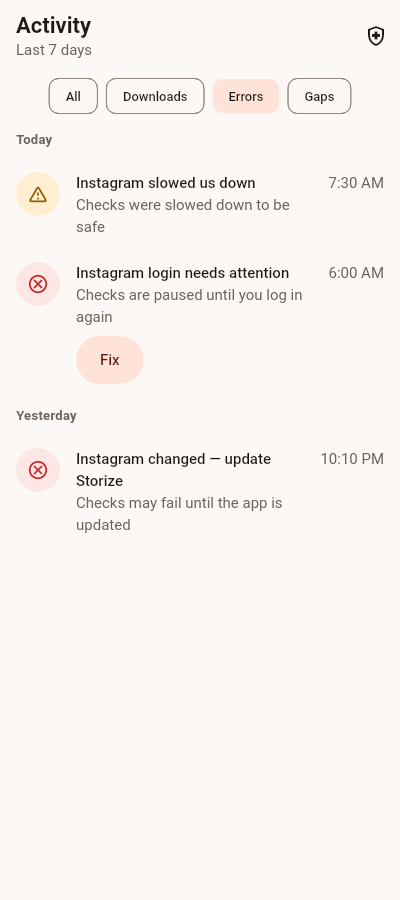 Activity
Last 7 days
All
Downloads
Errors
Gaps
Today
Instagram slowed us down
7:30 AM
Checks were slowed down to be
safe
Instagram login needs attention
6:00 AM
Checks are paused until you log in
again
Fix
Yesterday
Instagram changed — update
10:10 PM
Storize
Checks may fail until the app is
updated